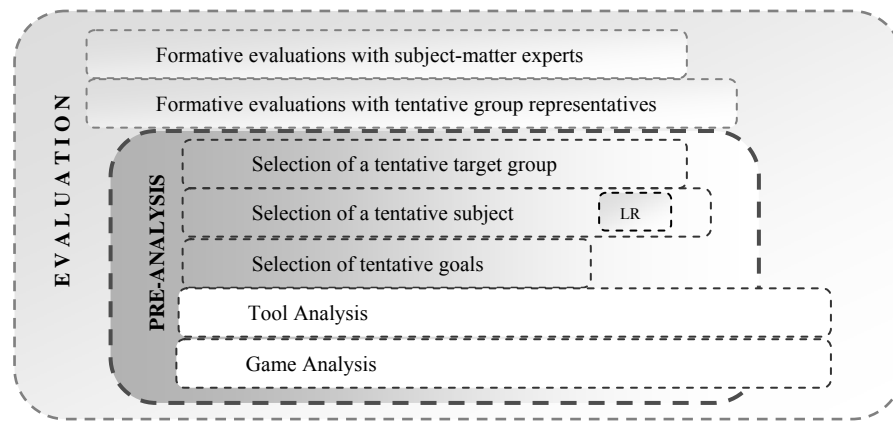 EVALUATION
Formative evaluations with subject-matter experts
Formative evaluations with tentative group representatives
PRE-ANALYSIS
Selection of a tentative target group
Selection of a tentative subject
LR
Selection of tentative goals
Tool Analysis
Game Analysis